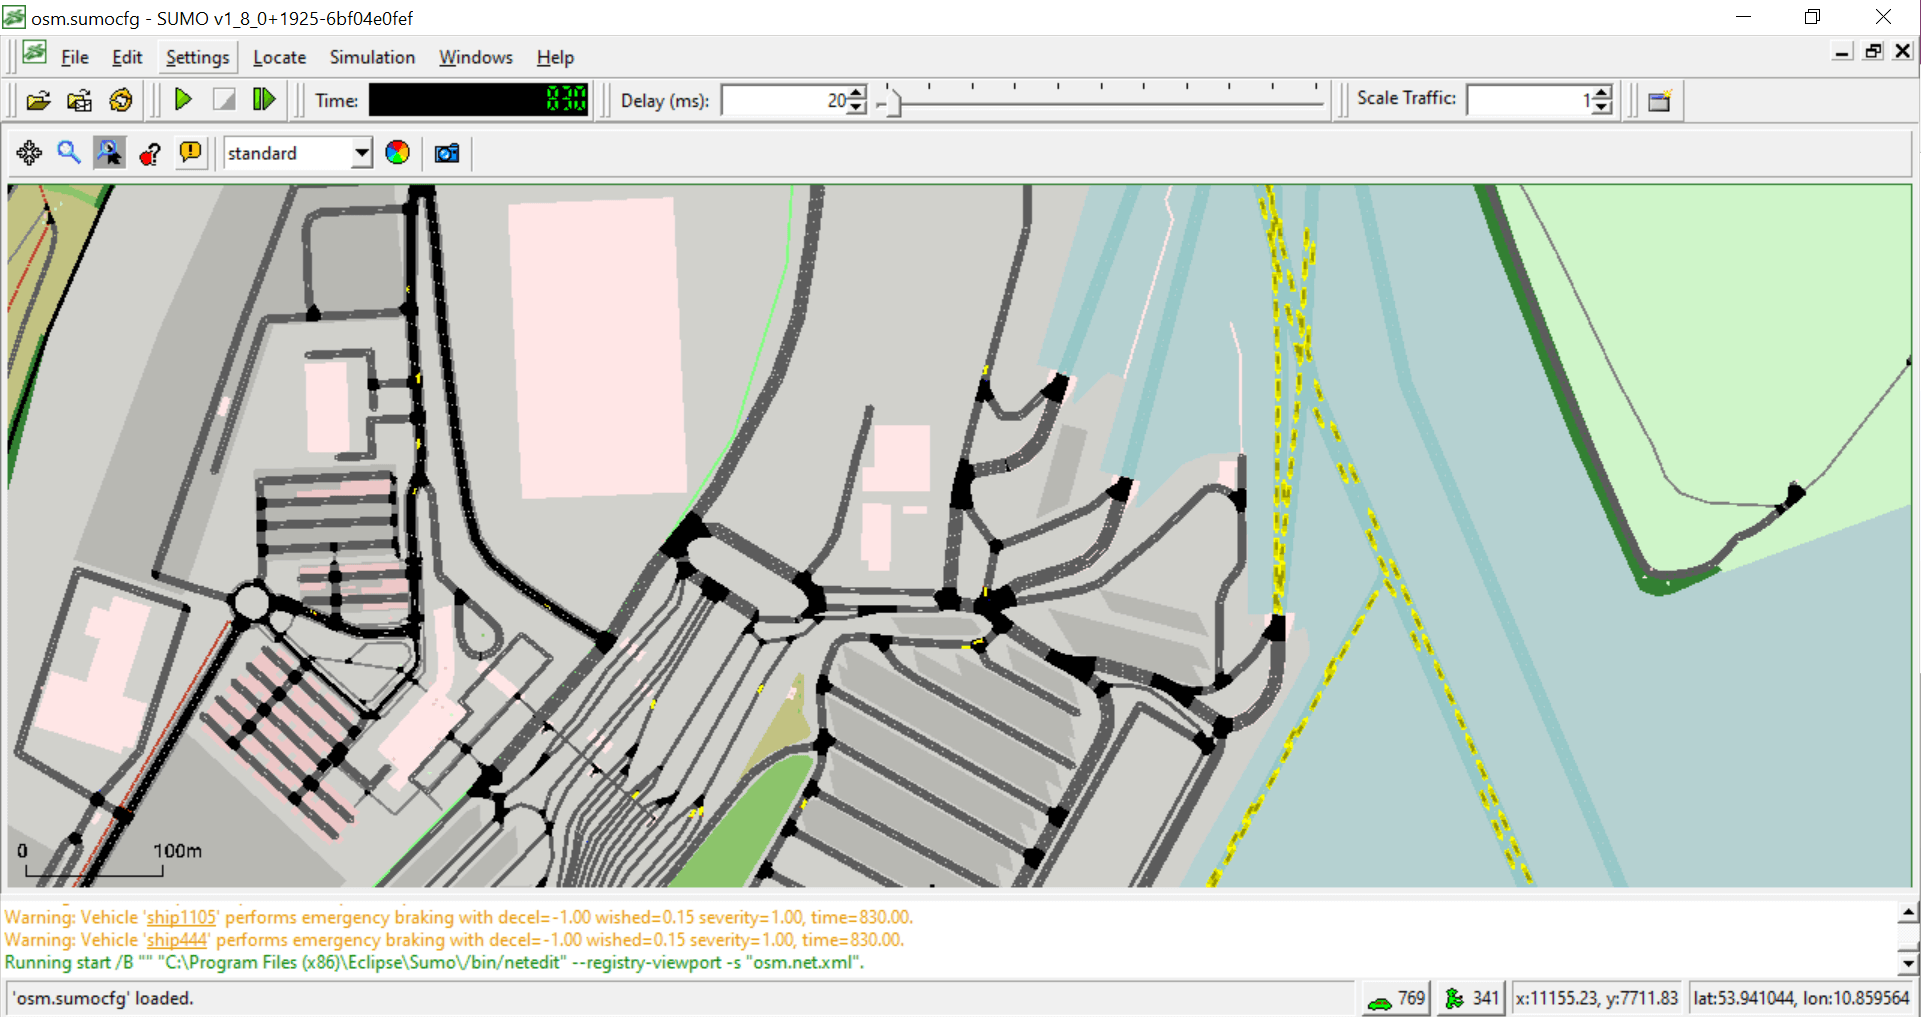 osm.sumocfg - SUMO v1_8_0+1925-6bf04e0fef
File Edit Settings Locate Simulation Windows Help
Time: 830 Delay (ms): 20 Scale Traffic: 1
standard
0 100m
Warning: Vehicle 'ship1105' performs emergency braking with decel=-1.00 wished=0.15 severity=1.00, time=830.00.
Warning: Vehicle 'ship444' performs emergency braking with decel=-1.00 wished=0.15 severity=1.00, time=830.00.
Running start /B "" "C:\Program Files (x86)\Eclipse\Sumo\/bin/netedit" --registry-viewport -s "osm.net.xml".
'osm.sumocfg' loaded. 769 341 x:11155.23, y:7711.83 lat:53.941044, lon:10.859564